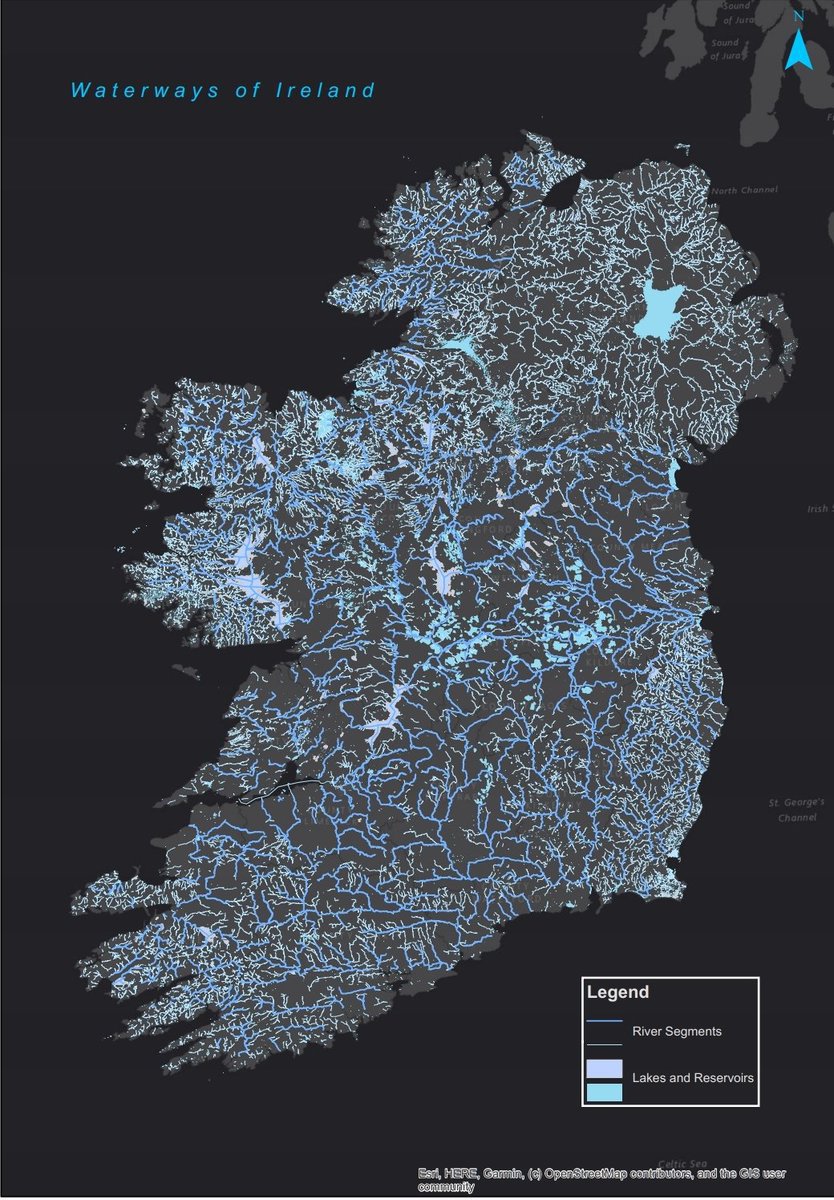 Sound
of Jura
N
Waterways of Ireland
Sound
of Jura
North Channel
Irish
St. George's
Channel
Legend
River Segments
Lakes and Reservoirs
Celtic Sea
Esri, HERE, Garmin, (c) OpenStreetMap contributors, and the GIS user
community